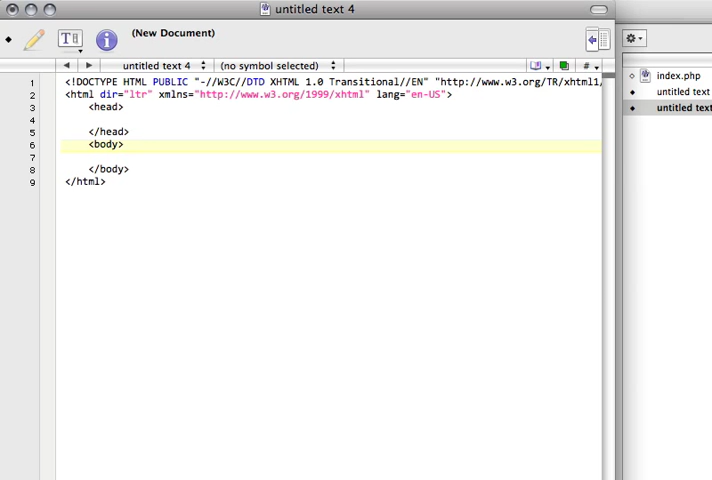 untitled text 4
(New Document)
untitled text 4 (no symbol selected) #
1 <!DOCTYPE HTML PUBLIC "-//W3C//DTD XHTML 1.0 Transitional//EN" "http://www.w3.org/TR/xhtml1/
2 <html dir="ltr" xmlns="http://www.w3.org/1999/xhtml" lang="en-US">
3 <head>
4
5 </head>
6 <body>
7
8 </body>
9 </html>
index.php
untitled text
untitled text